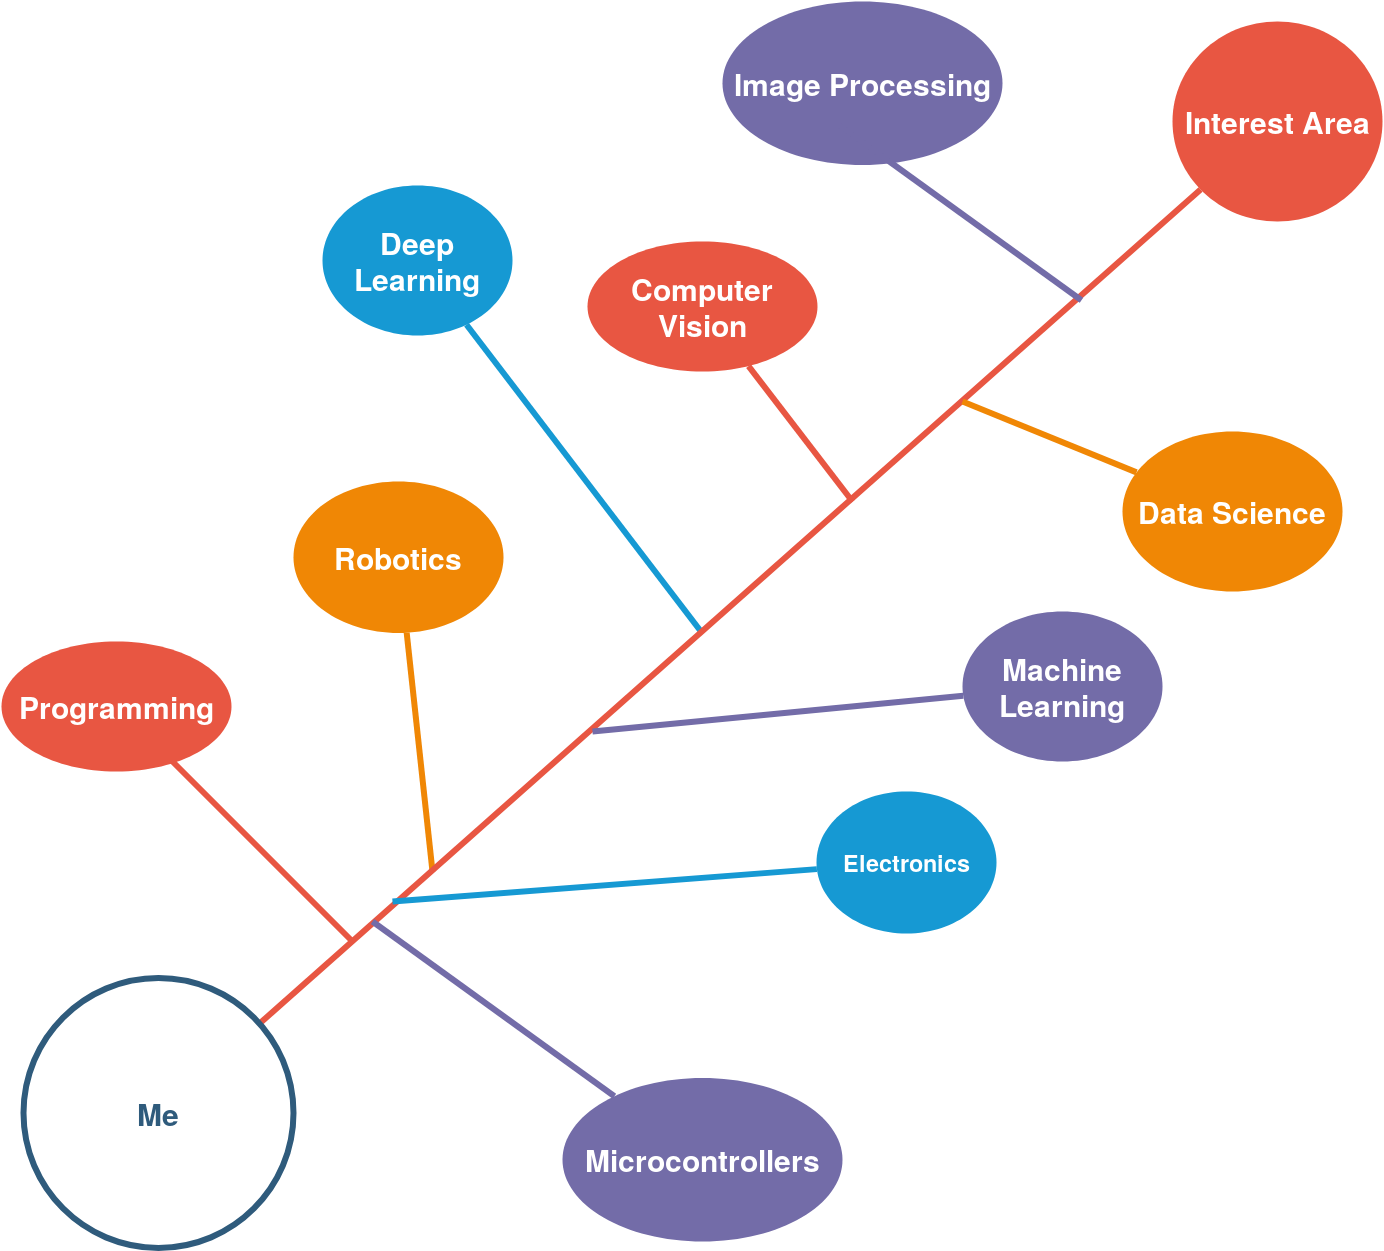 Image Processing
Interest Area
Deep
Learning
Computer
Vision
Data Science
Robotics
Machine
Learning
Programming
Electronics
Me
Microcontrollers